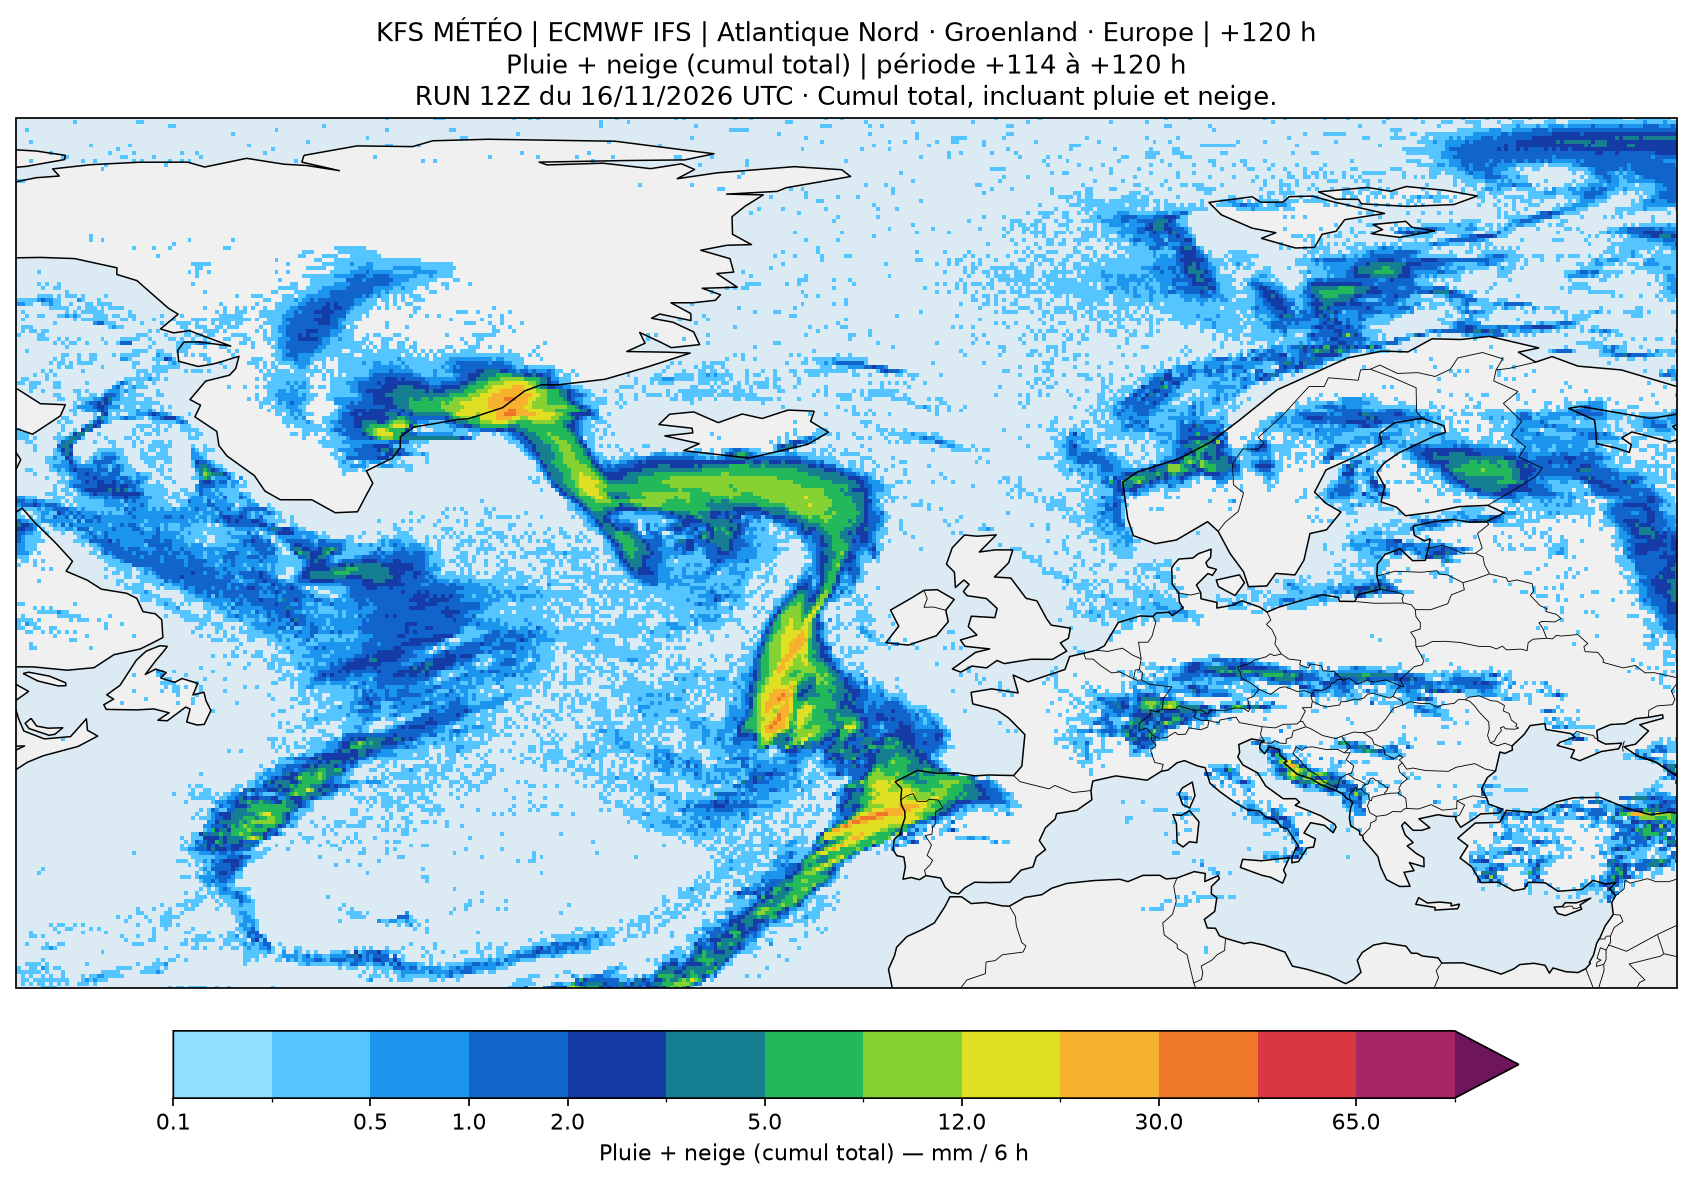 KFS MÉTÉO | ECMWF IFS | Atlantique Nord · Groenland · Europe | +120 h
Pluie + neige (cumul total) | période +114 à +120 h
RUN 12Z du 16/11/2026 UTC · Cumul total, incluant pluie et neige.
0.1 0.5 1.0 2.0 5.0 12.0 30.0 65.0
Pluie + neige (cumul total) — mm / 6 h